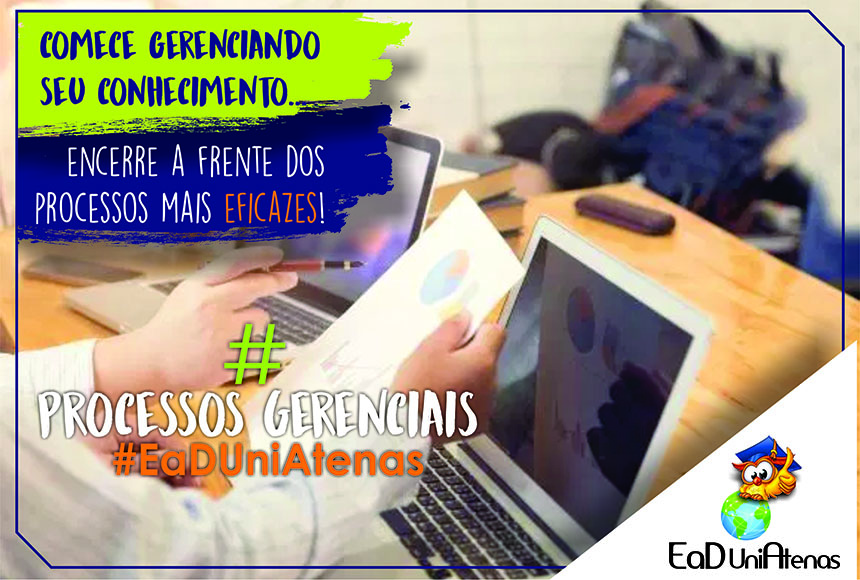 COMECE GERENCIANDO
SEU CONHECIMENTO...
ENCERRE A FRENTE DOS
PROCESSOS MAIS EFICAZES!
#
PROCESSOS GERENCIAIS
#EaDUniAtenas
EaD UniAtenas